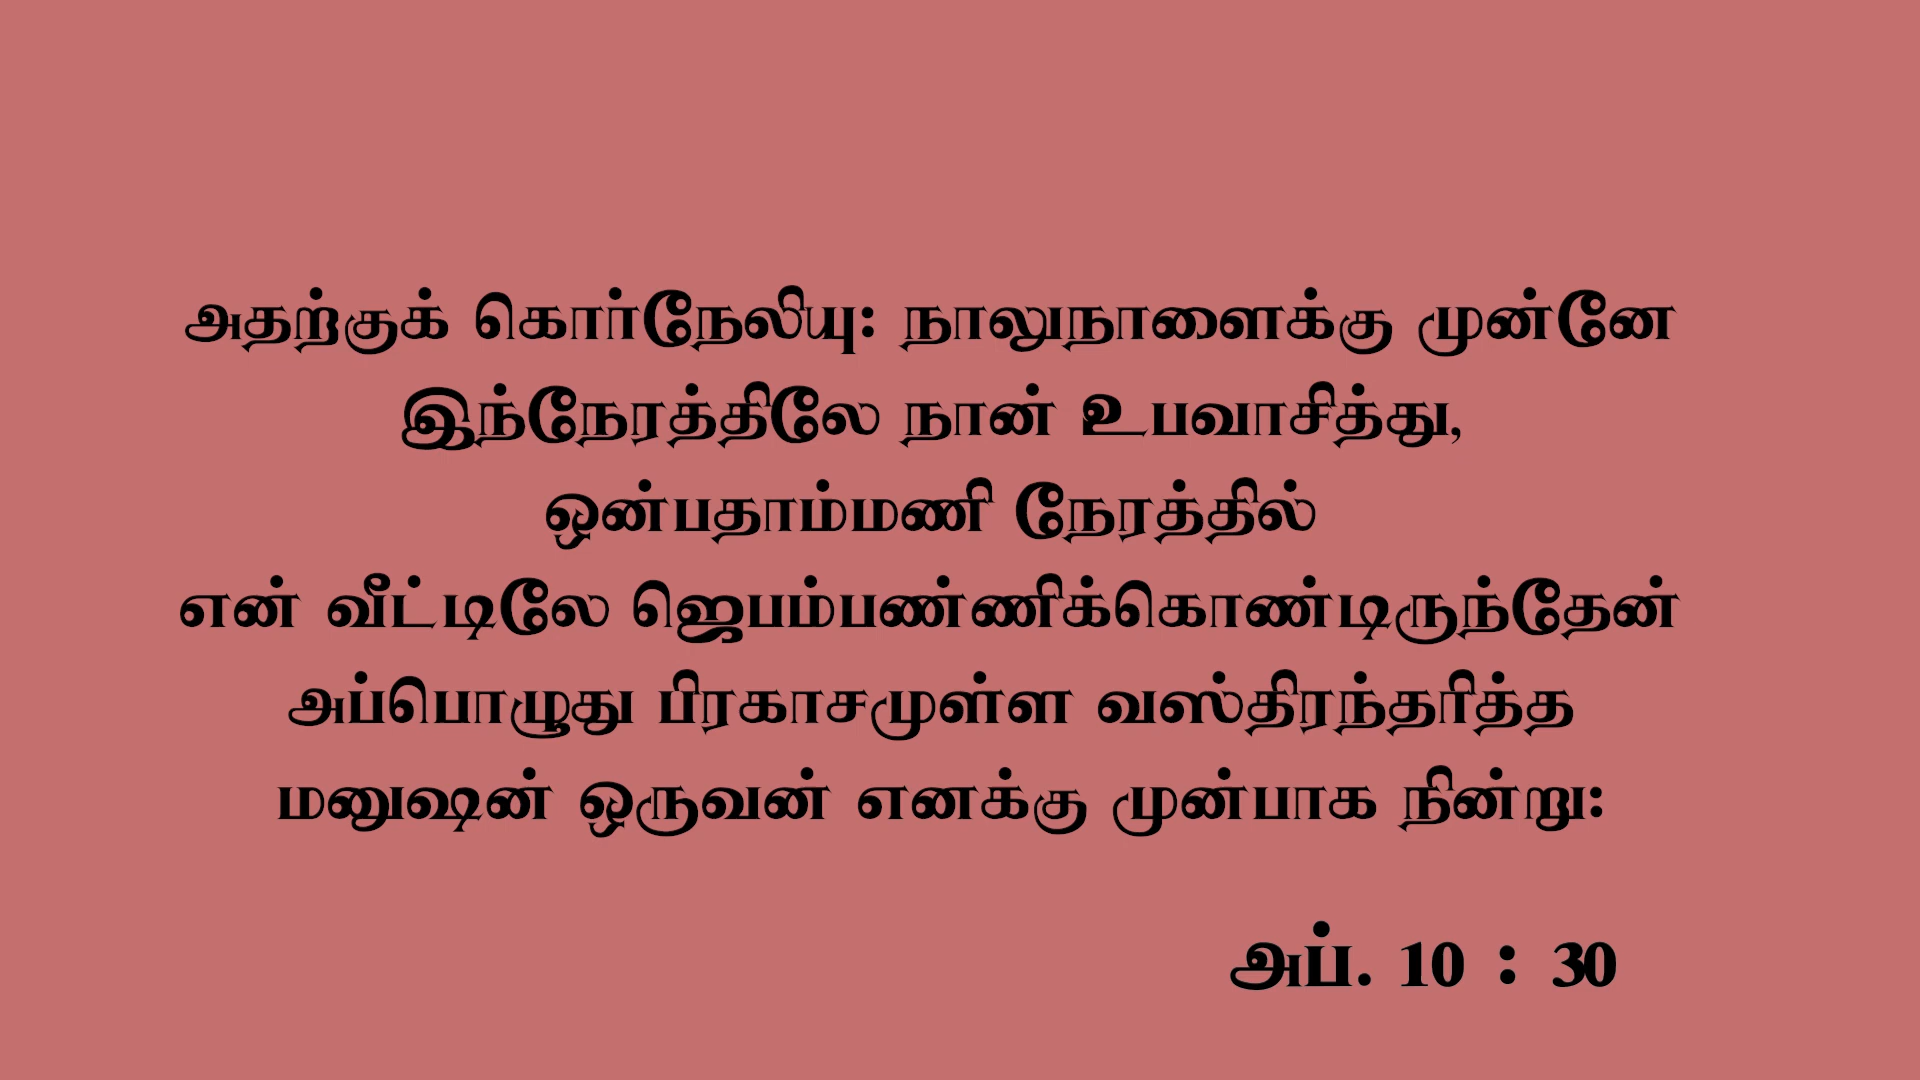 அதற்குக் கொர்நேலியு: நாலுநாளைக்கு முன்னே
இந்நேரத்திலே நான் உபவாசித்து,
ஒன்பதாம்மணி நேரத்தில்
என் வீட்டிலே ஜெபம்பண்ணிக்கொண்டிருந்தேன்
அப்பொழுது பிரகாசமுள்ள வஸ்திரந்தரித்த
மனுஷன் ஒருவன் எனக்கு முன்பாக நின்று:
அப். 10 : 30